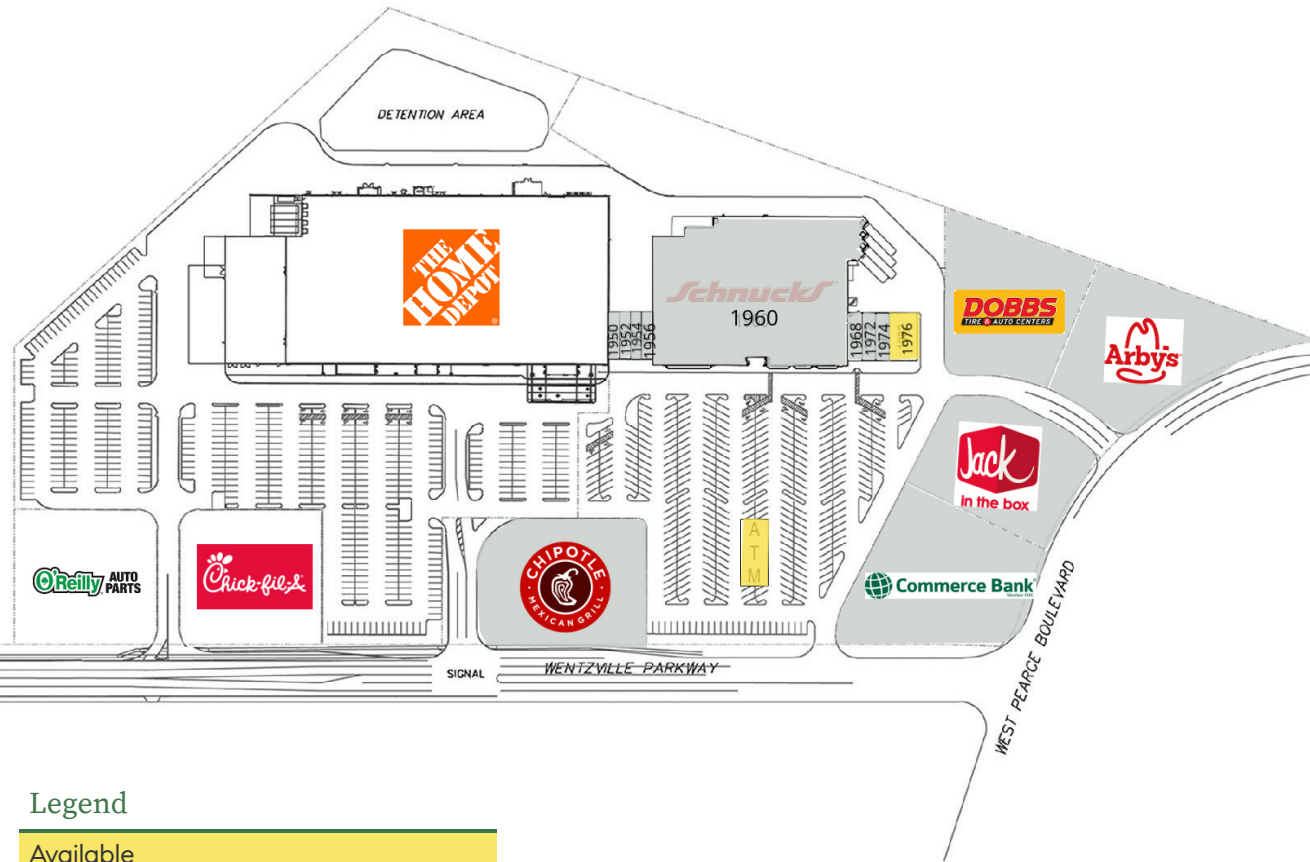 DETENTION AREA
THE
HOME
DEPOT
Schnucks
1960
1950
1952
1954
1956
1968
1972
1974
1976
DOBBS
TIRE & AUTO CENTERS
Arby's
Jack
in the box
ATM
O'Reilly AUTO PARTS
Chick-fil-A
CHIPOTLE
MEXICAN GRILL
Commerce Bank
Member FDIC
SIGNAL
WENTZVILLE PARKWAY
WEST PEARCE BOULEVARD
Legend
Available